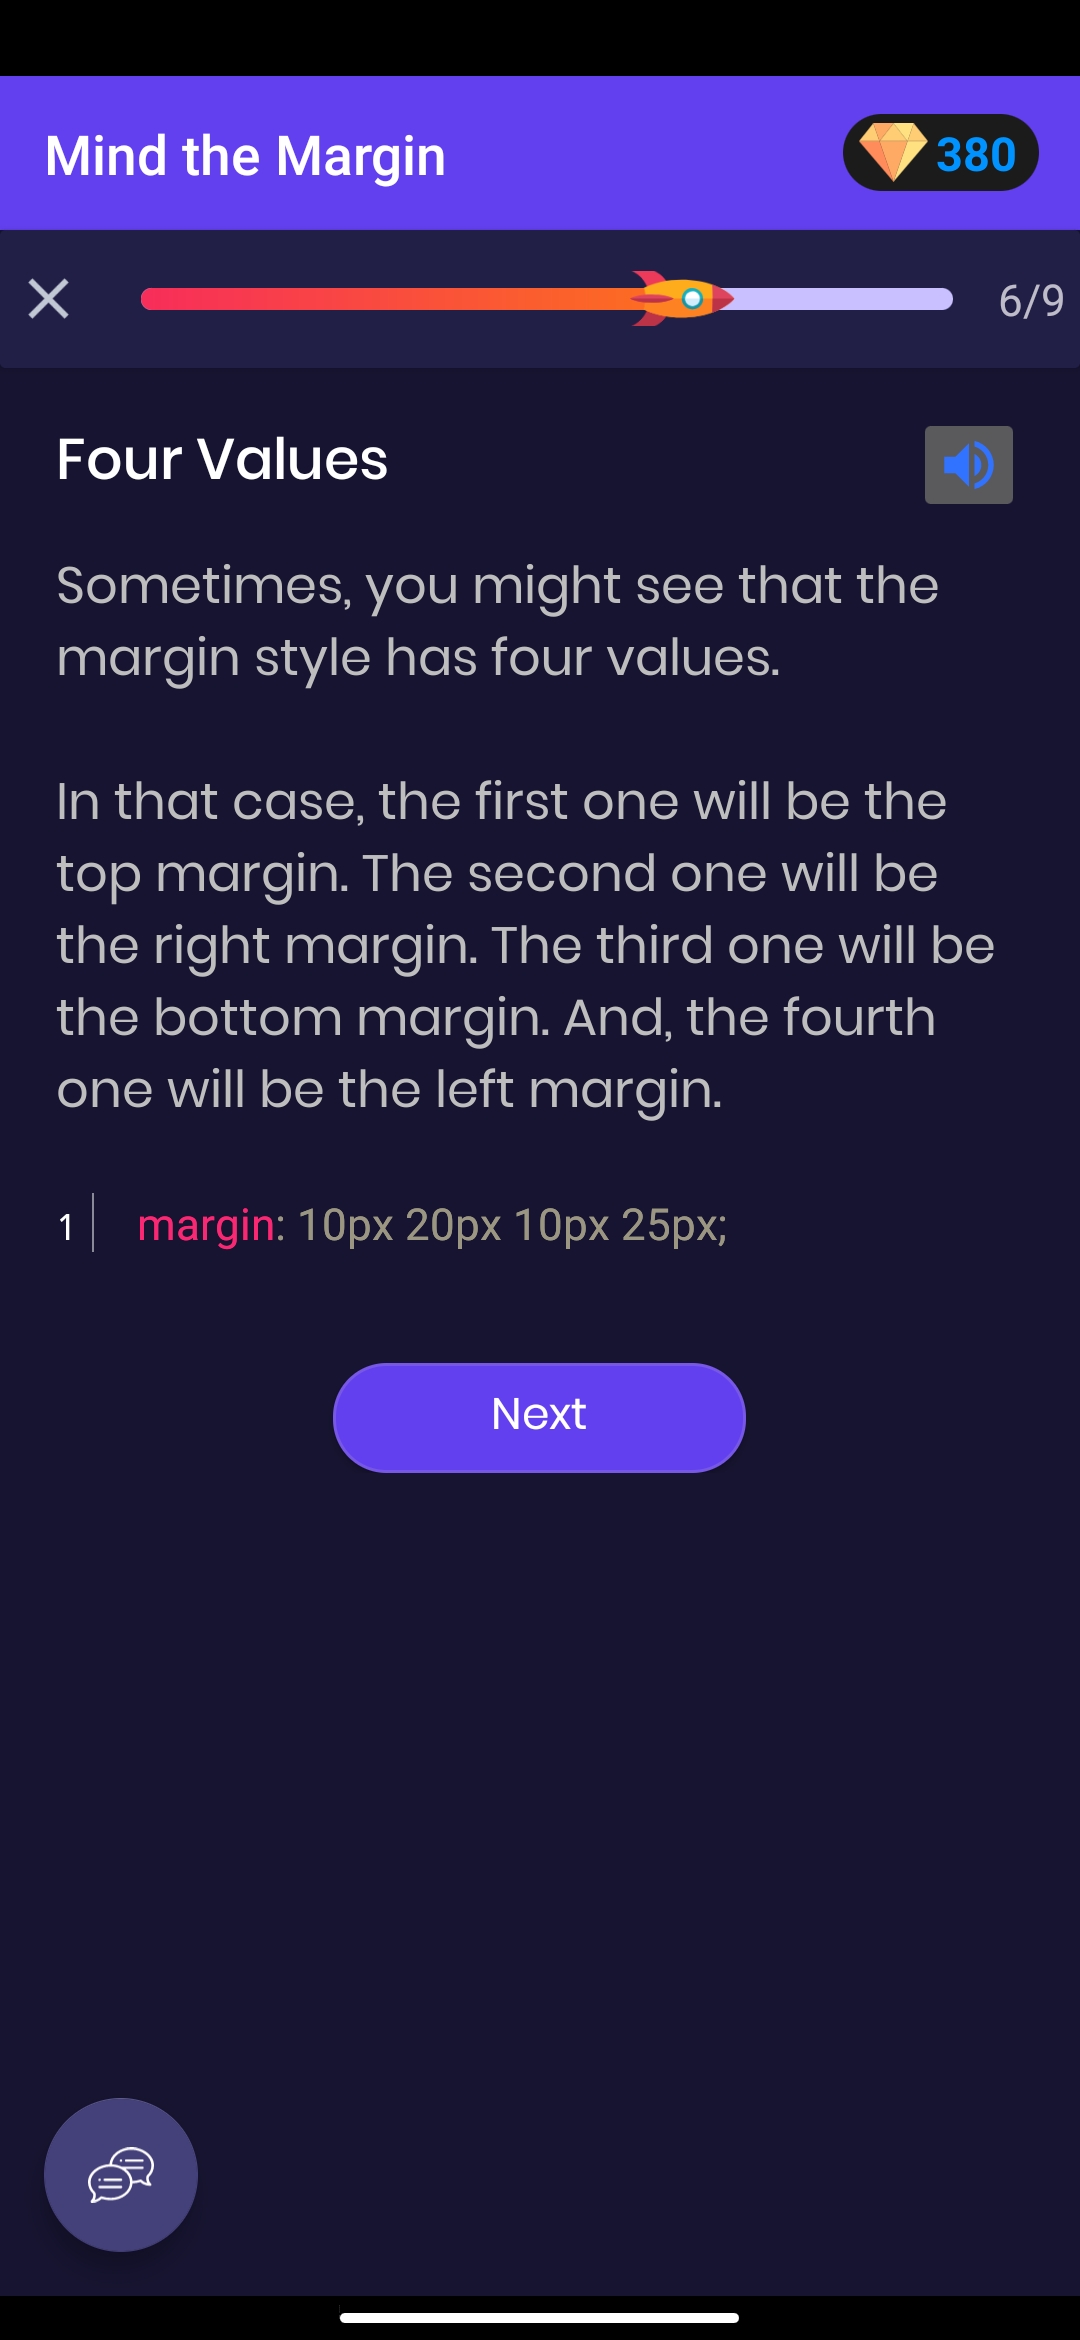 Mind the Margin
380
6/9
Four Values
Sometimes, you might see that the
margin style has four values.
In that case, the first one will be the
top margin. The second one will be
the right margin. The third one will be
the bottom margin. And, the fourth
one will be the left margin.
1 margin: 10px 20px 10px 25px;
Next